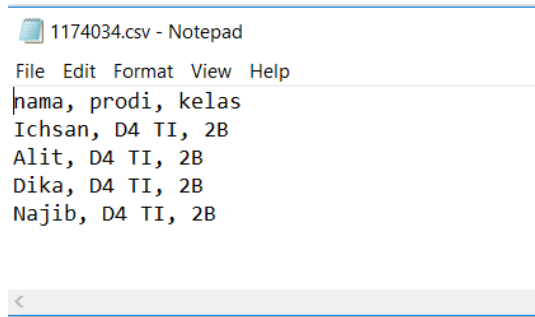 1174034.csv - Notepad
File Edit Format View Help
nama, prodi, kelas
Ichsan, D4 TI, 2B
Alit, D4 TI, 2B
Dika, D4 TI, 2B
Najib, D4 TI, 2B